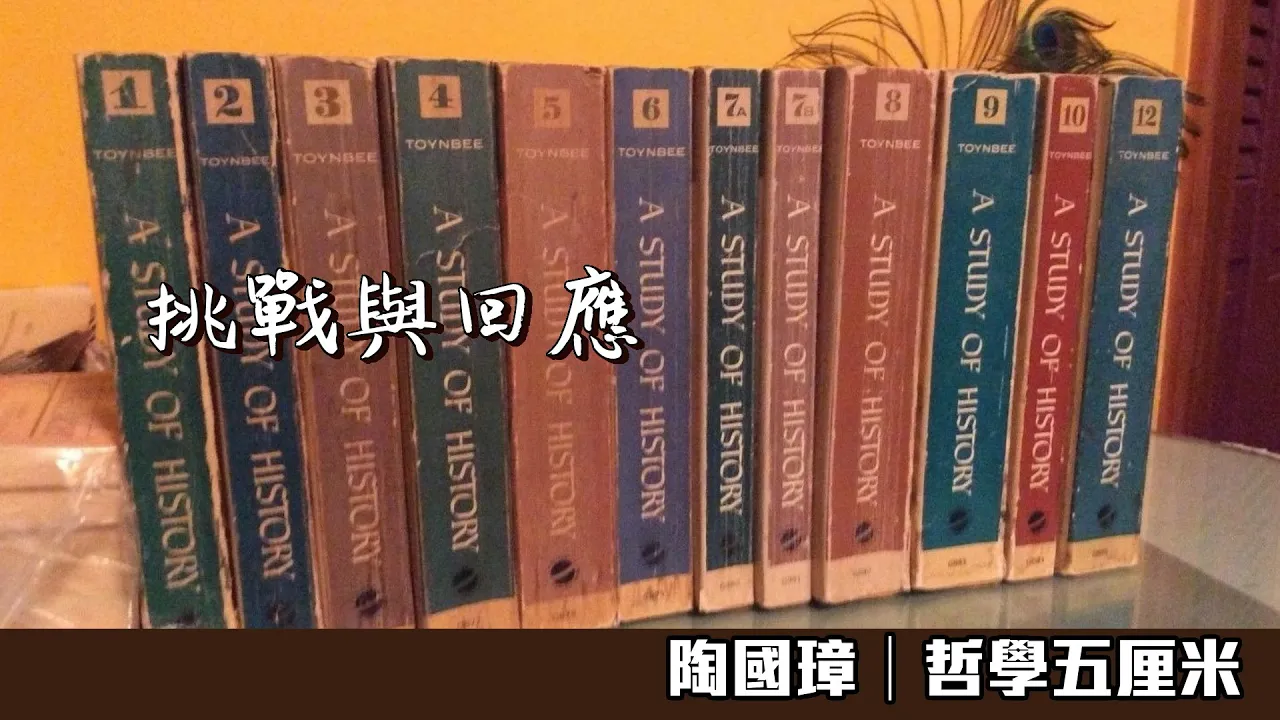 1 TOYNBEE A STUDY OF HISTORY
2 TOYNBEE A STUDY OF HISTORY
3 TOYNBEE A STUDY OF HISTORY
4 TOYNBEE A STUDY OF HISTORY
5 TOYNBEE A STUDY OF HISTORY
6 TOYNBEE A STUDY OF HISTORY
7A TOYNBEE A STUDY OF HISTORY
7B TOYNBEE A STUDY OF HISTORY
8 TOYNBEE A STUDY OF HISTORY
9 TOYNBEE A STUDY OF HISTORY
10 TOYNBEE A STUDY OF HISTORY
12 TOYNBEE A STUDY OF HISTORY
挑戰與回應
陶國璋|哲學五厘米